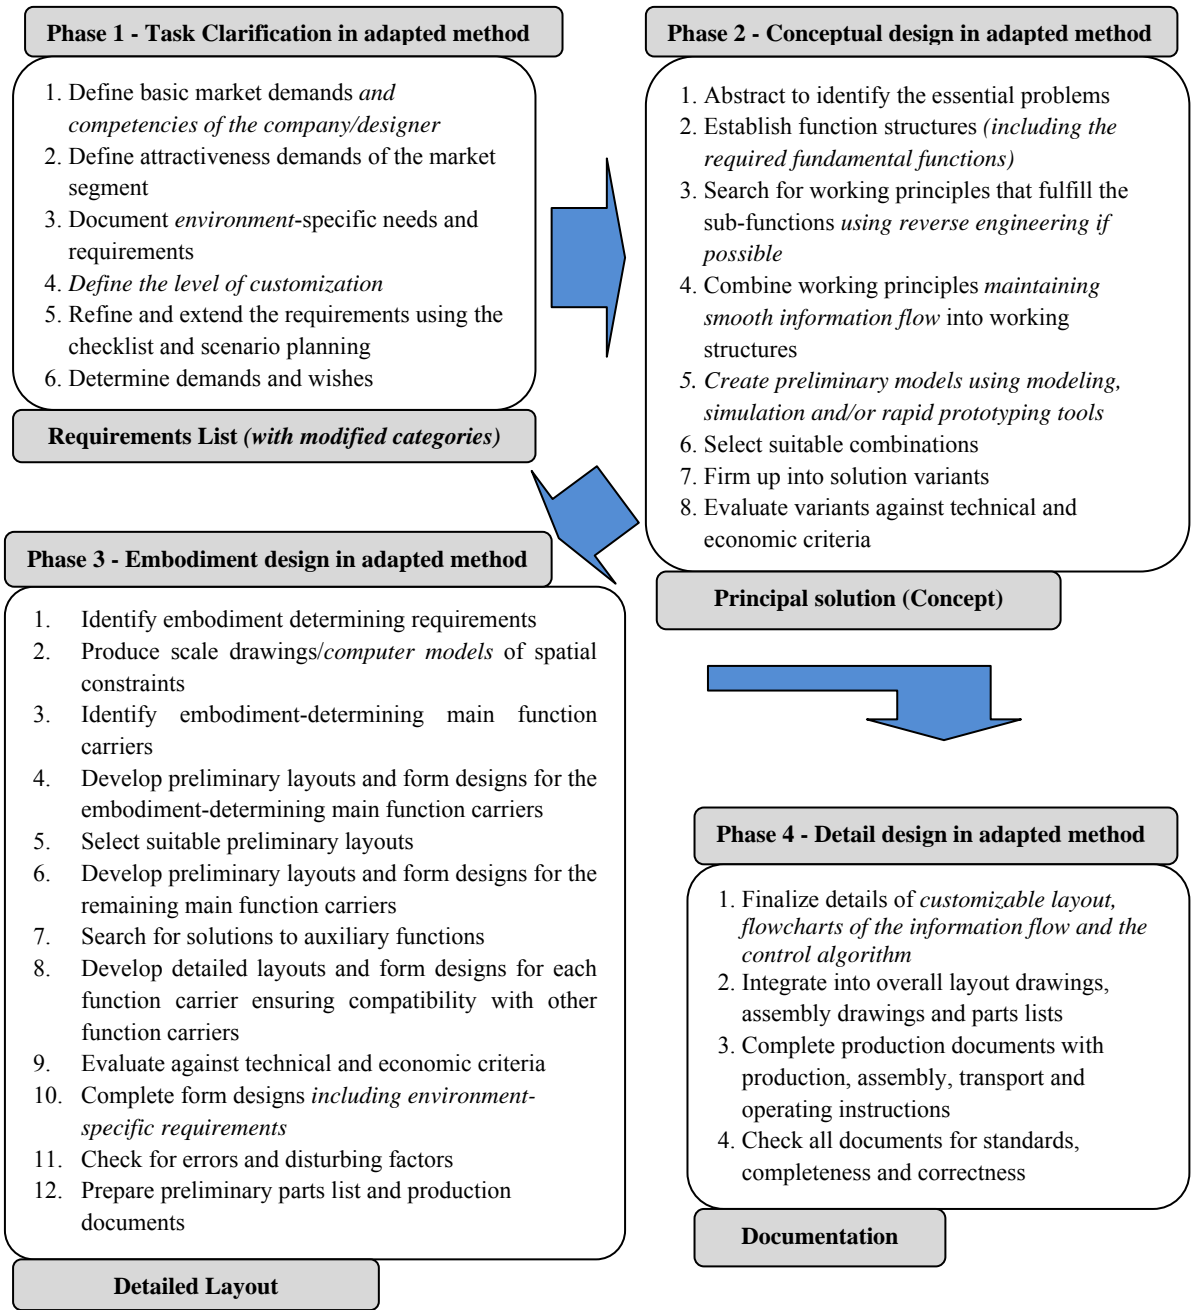 Phase 1 - Task Clarification in adapted method
1. Define basic market demands and
competencies of the company/designer
2. Define attractiveness demands of the market
segment
3. Document environment-specific needs and
requirements
4. Define the level of customization
5. Refine and extend the requirements using the
checklist and scenario planning
6. Determine demands and wishes
Requirements List (with modified categories)
Phase 2 - Conceptual design in adapted method
1. Abstract to identify the essential problems
2. Establish function structures (including the
required fundamental functions)
3. Search for working principles that fulfill the
sub-functions using reverse engineering if
possible
4. Combine working principles maintaining
smooth information flow into working
structures
5. Create preliminary models using modeling,
simulation and/or rapid prototyping tools
6. Select suitable combinations
7. Firm up into solution variants
8. Evaluate variants against technical and
economic criteria
Principal solution (Concept)
Phase 3 - Embodiment design in adapted method
1. Identify embodiment determining requirements
2. Produce scale drawings/computer models of spatial
constraints
3. Identify embodiment-determining main function
carriers
4. Develop preliminary layouts and form designs for the
embodiment-determining main function carriers
5. Select suitable preliminary layouts
6. Develop preliminary layouts and form designs for the
remaining main function carriers
7. Search for solutions to auxiliary functions
8. Develop detailed layouts and form designs for each
function carrier ensuring compatibility with other
function carriers
9. Evaluate against technical and economic criteria
10. Complete form designs including environment-
specific requirements
11. Check for errors and disturbing factors
12. Prepare preliminary parts list and production
documents
Detailed Layout
Phase 4 - Detail design in adapted method
1. Finalize details of customizable layout,
flowcharts of the information flow and the
control algorithm
2. Integrate into overall layout drawings,
assembly drawings and parts lists
3. Complete production documents with
production, assembly, transport and
operating instructions
4. Check all documents for standards,
completeness and correctness
Documentation